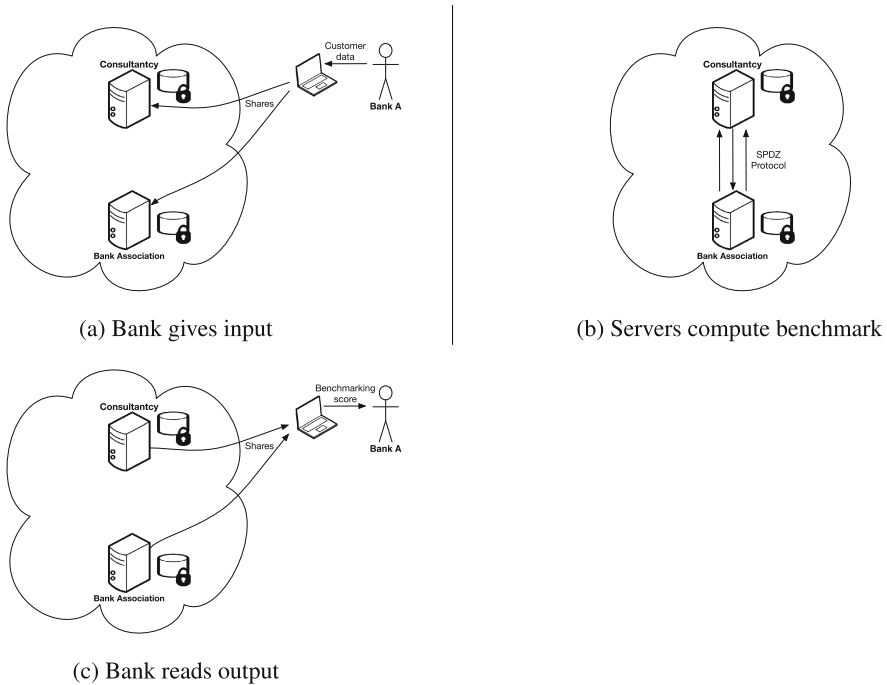 Consultantcy
Customer
data
Shares
Bank A
Bank Association
(a) Bank gives input
Consultantcy
SPDZ
Protocol
Bank Association
(b) Servers compute benchmark
Consultantcy
Benchmarking
score
Shares
Bank A
Bank Association
(c) Bank reads output